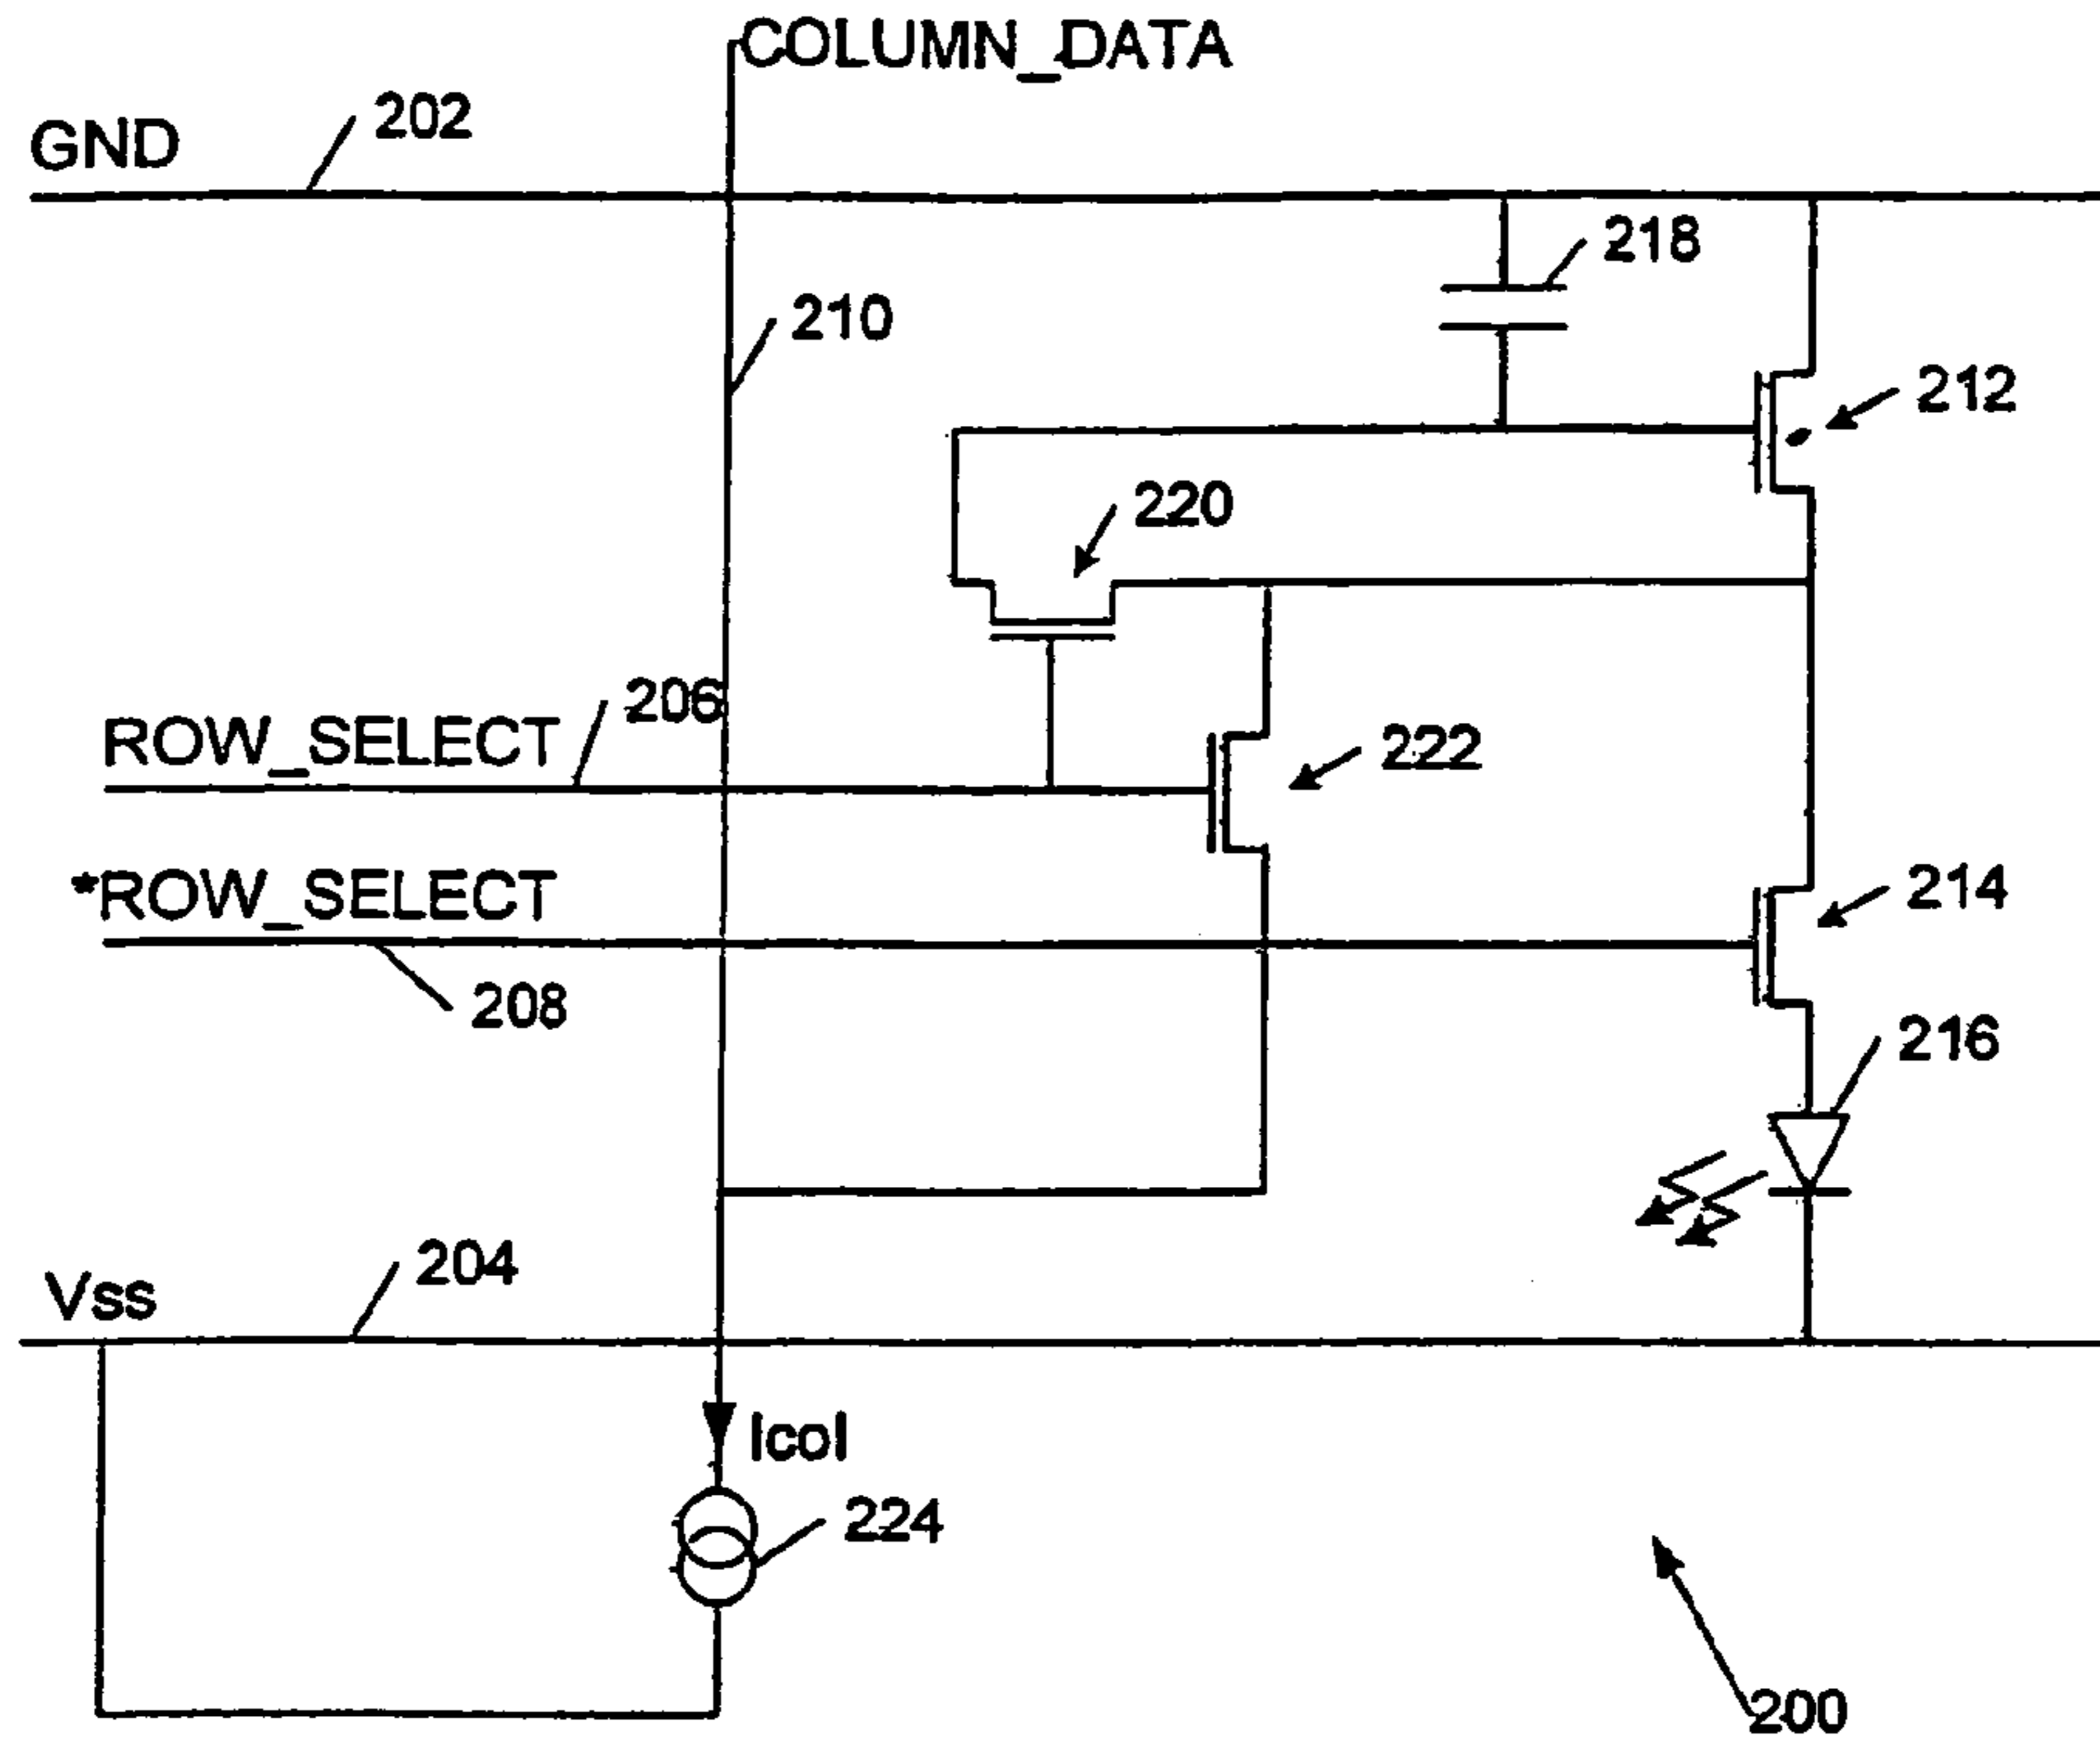 COLUMN_DATA
202
GND
218
210
212
220
206
ROW_SELECT
222
*ROW_SELECT
214
208
216
204
Vss
Icol
224
200